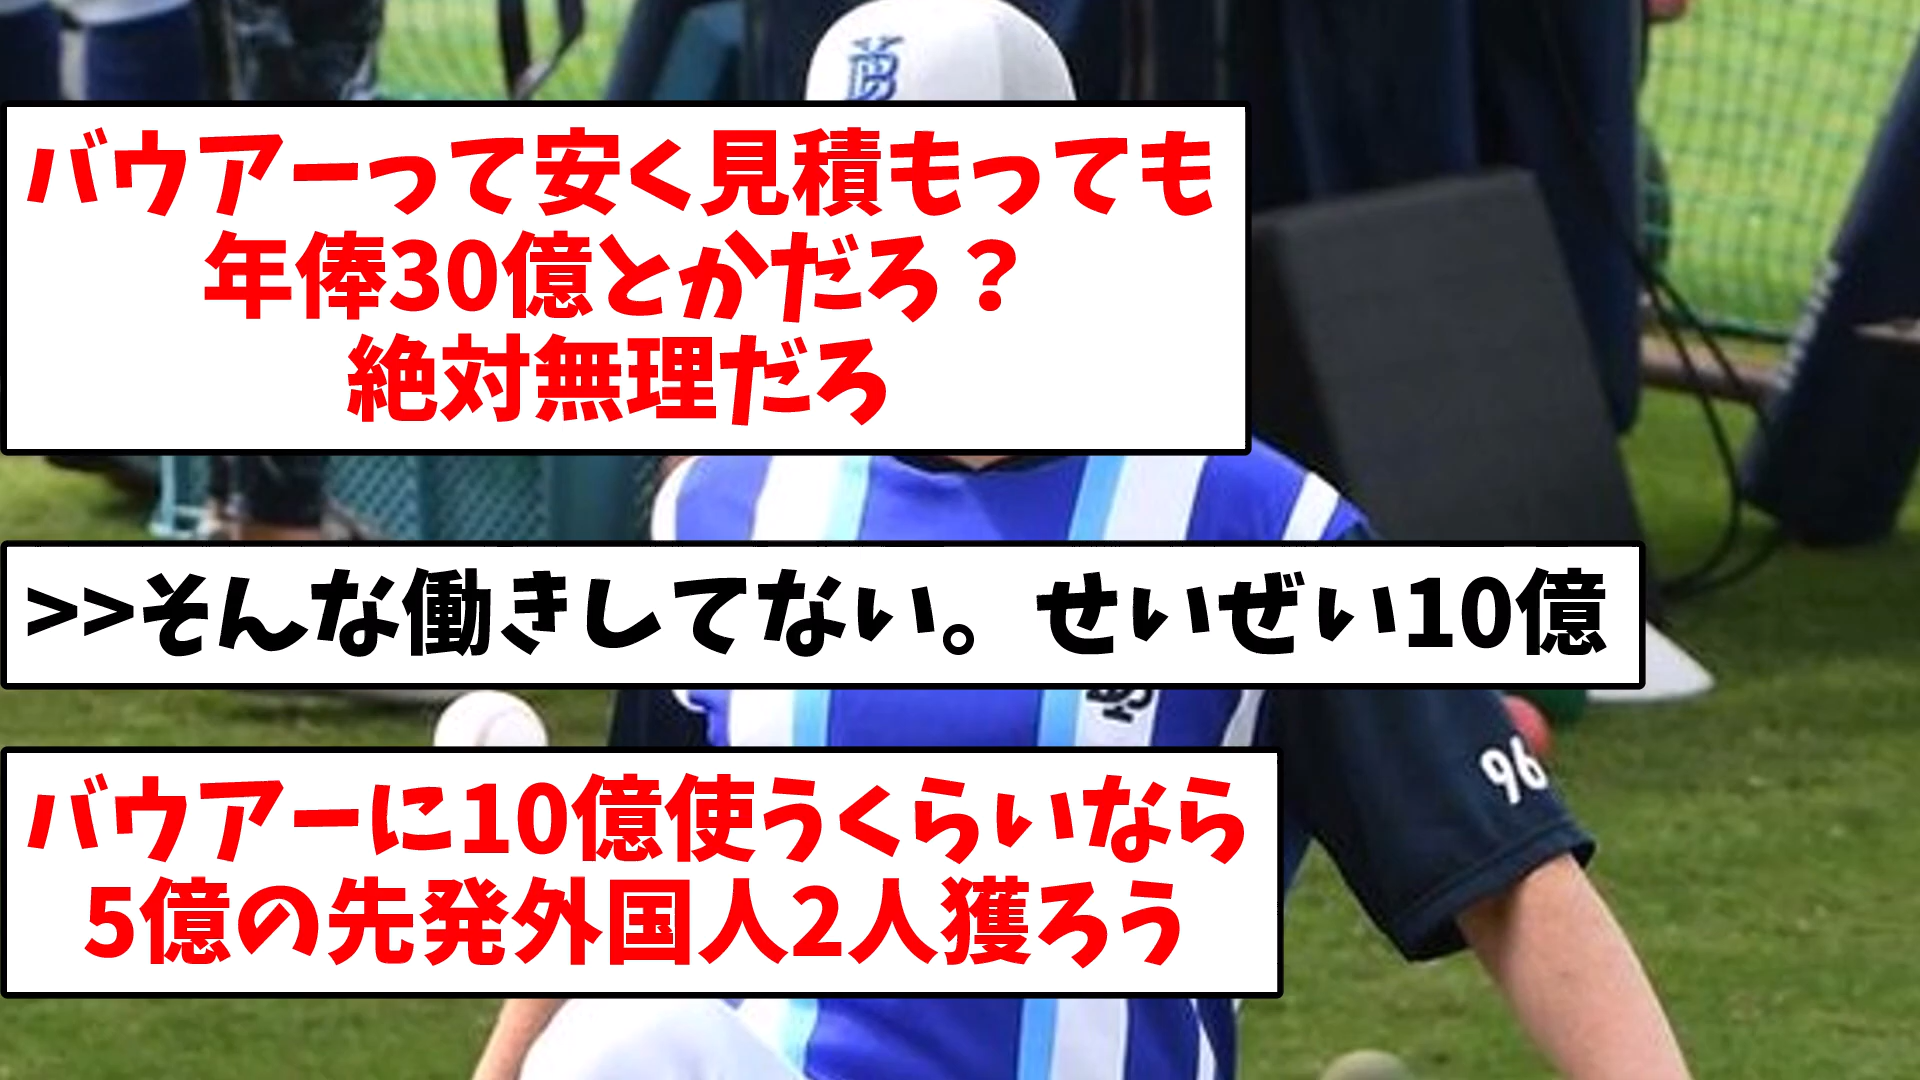 バウアーって安く見積もっても
年俸30億とかだろ？
絶対無理だろ
>>そんな働きしてない。せいぜい10億
96
バウアーに10億使うくらいなら
5億の先発外国人2人獲ろう